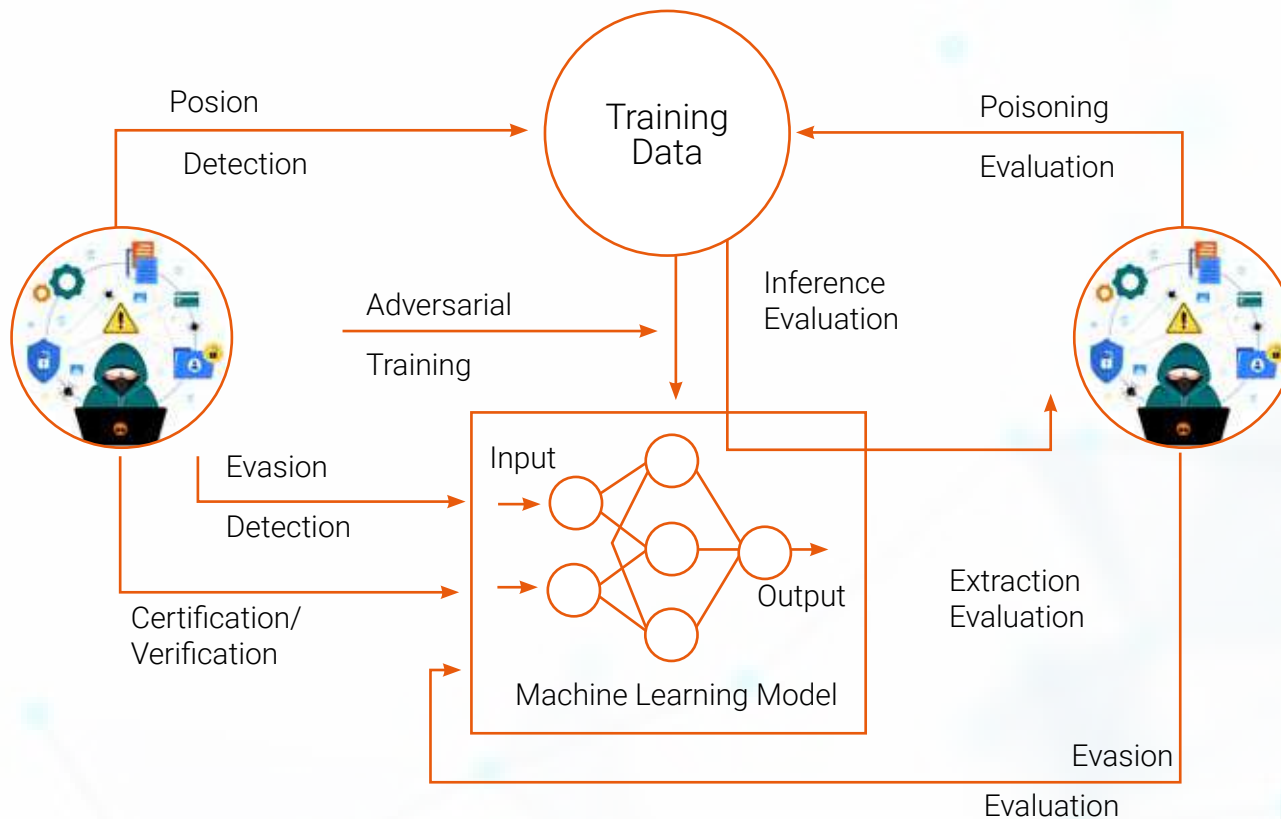 Posion
Detection
Training
Data
Poisoning
Evaluation
Adversarial
Training
Inference
Evaluation
Evasion
Detection
Input
Output
Certification/
Verification
Extraction
Evaluation
Machine Learning Model
Evasion
Evaluation